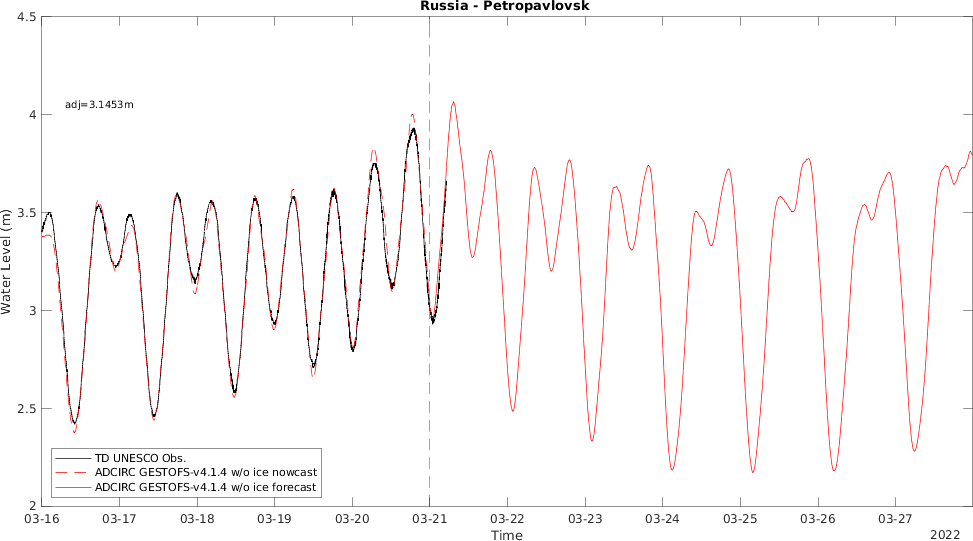 Russia - Petropavlovsk
4.5
adj=3.1453m
4
3.5
Water Level (m)
3
2.5
2
TD UNESCO Obs.
ADCIRC GESTOFS-v4.1.4 w/o ice nowcast
ADCIRC GESTOFS-v4.1.4 w/o ice forecast
03-16 03-17 03-18 03-19 03-20 03-21 03-22 03-23 03-24 03-25 03-26 03-27
Time
2022